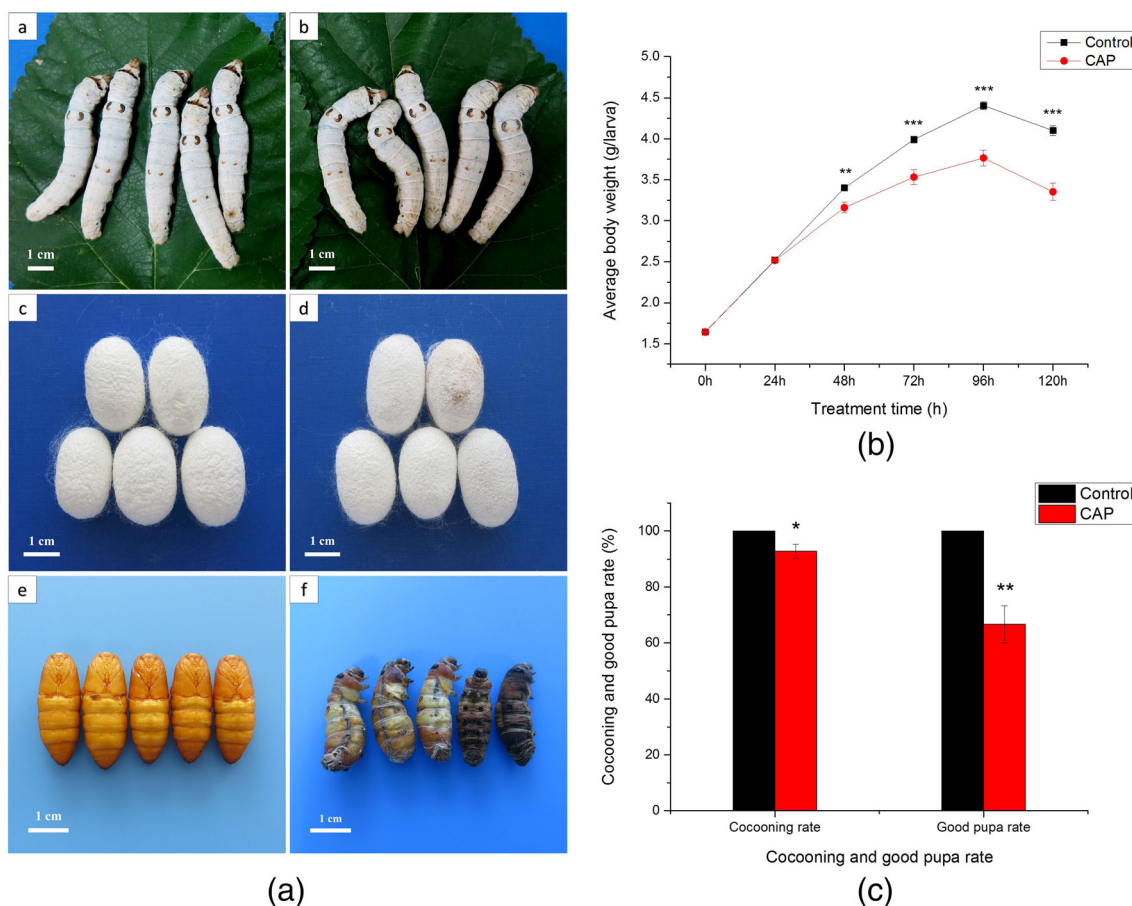 a
b
1 cm
1 cm
c
d
1 cm
1 cm
e
f
1 cm
1 cm
(a)
Control
CAP
Average body weight (g/larva)
5.0
4.5
4.0
3.5
3.0
2.5
2.0
1.5
**
***
***
***
0h
24h
48h
72h
96h
120h
Treatment time (h)
(b)
Control
CAP
Cocooning and good pupa rate (%)
100
80
60
40
20
0
*
**
Cocooning rate
Good pupa rate
Cocooning and good pupa rate
(c)